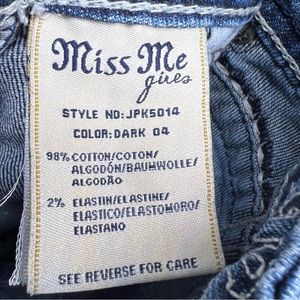 Miss Me
girls
STYLE NO:JPK5014
COLOR:DARK 04
98% COTTON/COTON/
ALGODÓN/BAUMWOLLE/
ALGODÃO
2% ELASTIN/ELASTINE/
ELASTICO/ELASTOMORO/
ELASTANO
SEE REVERSE FOR CARE